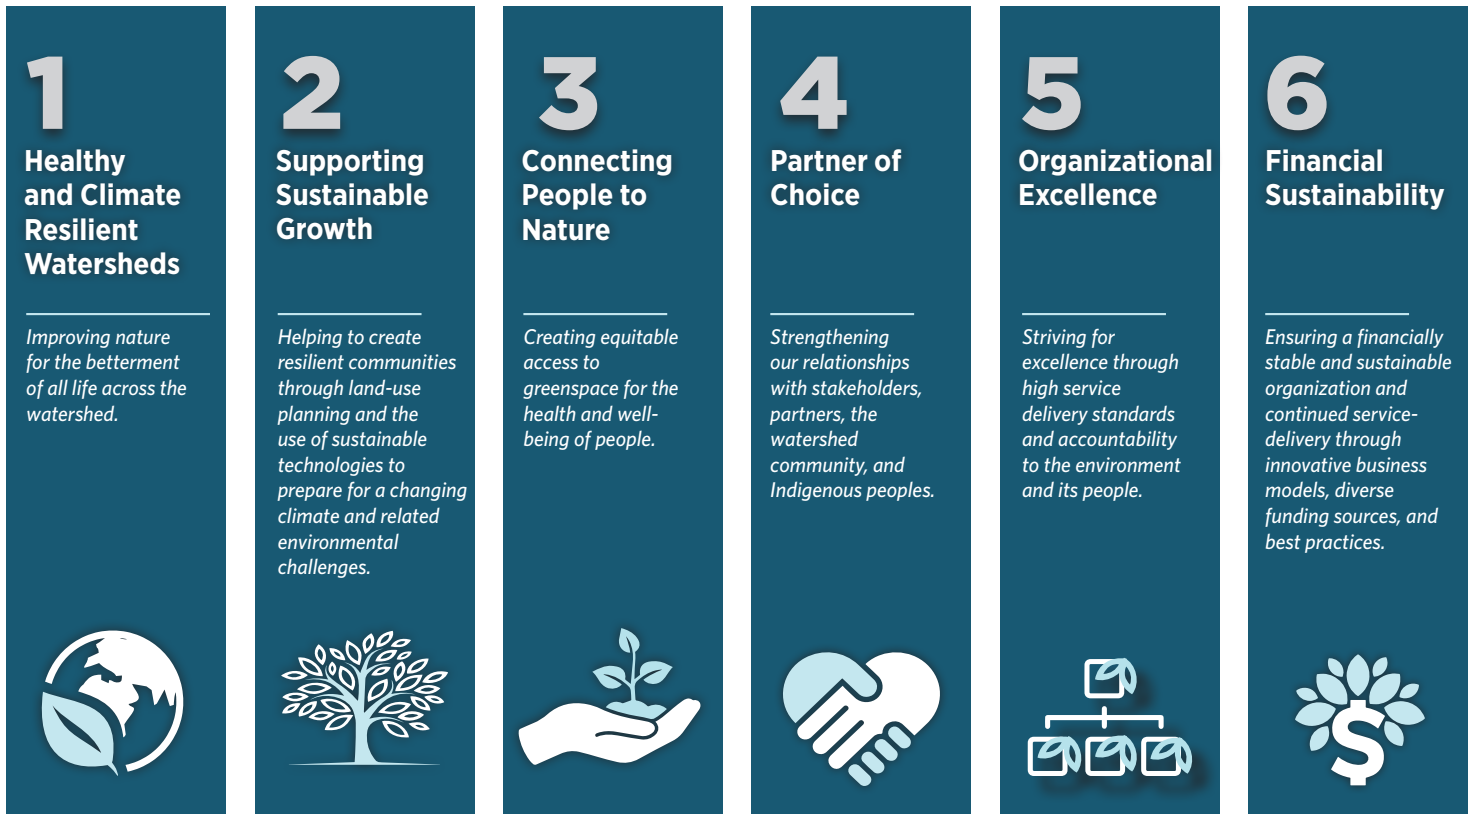 1
Healthy
and Climate
Resilient
Watersheds
Improving nature
for the betterment
of all life across the
watershed.
2
Supporting
Sustainable
Growth
Helping to create
resilient communities
through land-use
planning and the
use of sustainable
technologies to
prepare for a changing
climate and related
environmental
challenges.
3
Connecting
People to
Nature
Creating equitable
access to
greenspace for the
health and well-
being of people.
4
Partner of
Choice
Strengthening
our relationships
with stakeholders,
partners, the
watershed
community, and
Indigenous peoples.
5
Organizational
Excellence
Striving for
excellence through
high service
delivery standards
and accountability
to the environment
and its people.
6
Financial
Sustainability
Ensuring a financially
stable and sustainable
organization and
continued service-
delivery through
innovative business
models, diverse
funding sources, and
best practices.
$